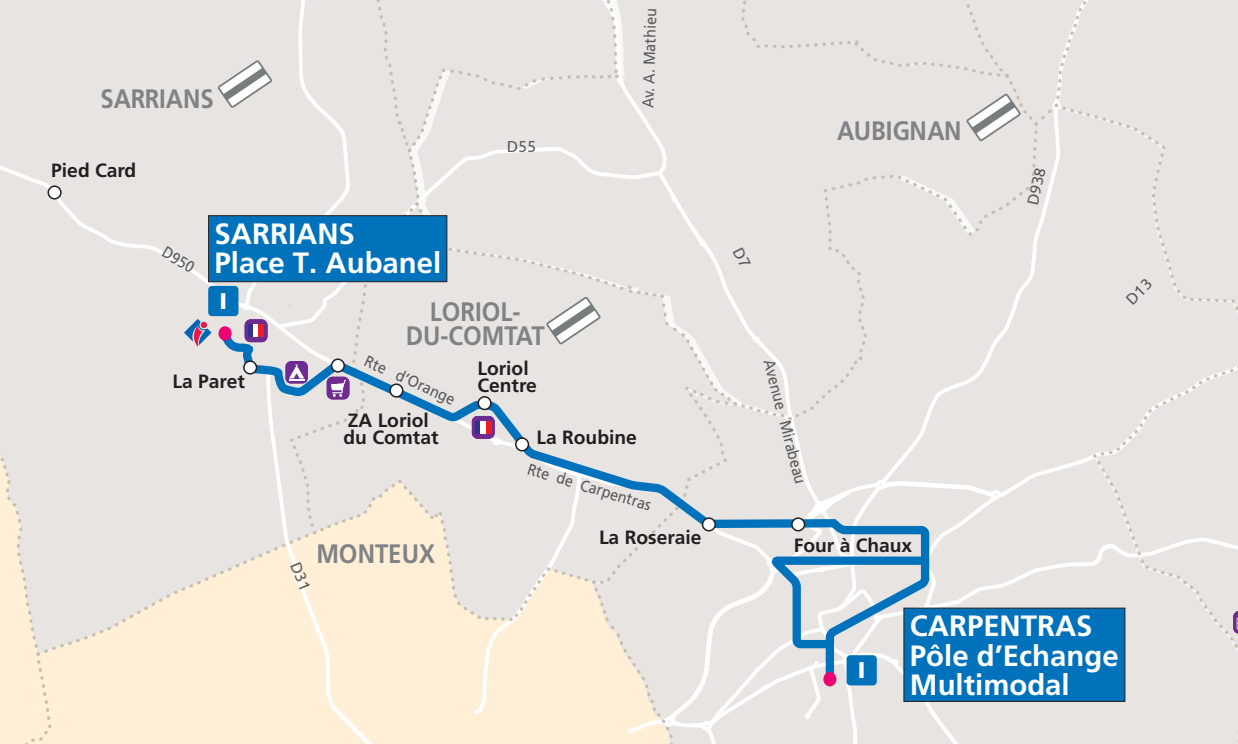 Av. A. Mathieu
SARRIANS
AUBIGNAN
D55
Pied Card
D938
SARRIANS
Place T. Aubanel
D950
D7
D13
I
LORIOL-
DU-COMTAT
Rte d'Orange
Loriol
Centre
La Paret
Avenue Mirabeau
ZA Loriol
du Comtat
La Roubine
Rte de Carpentras
La Roseraie
Four à Chaux
MONTEUX
D31
CARPENTRAS
Pôle d'Echange
Multimodal
I